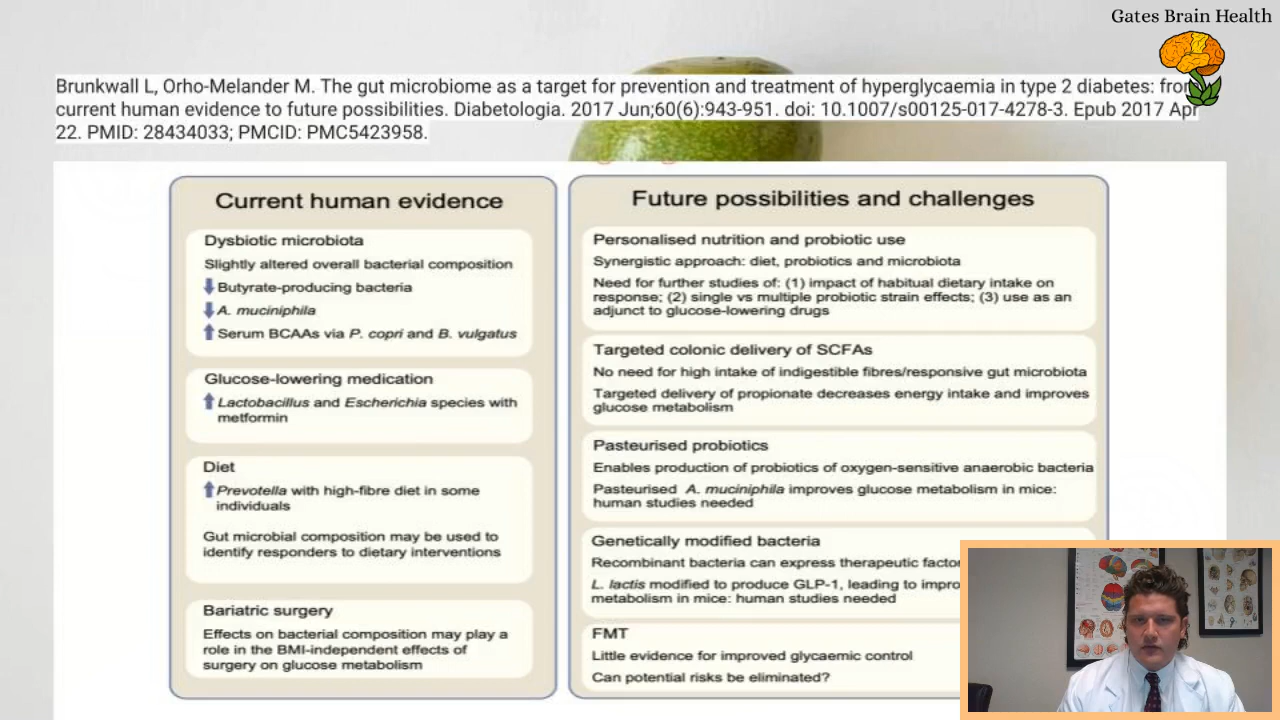 Gates Brain Health
Brunkwall L, Orho-Melander M. The gut microbiome as a target for prevention and treatment of hyperglycaemia in type 2 diabetes: from
current human evidence to future possibilities. Diabetologia. 2017 Jun;60(6):943-951. doi: 10.1007/s00125-017-4278-3. Epub 2017 Apr
22. PMID: 28434033; PMCID: PMC5423958.
Current human evidence
Dysbiotic microbiota
Slightly altered overall bacterial composition
Butyrate-producing bacteria
A. muciniphila
Serum BCAAs via P. copri and B. vulgatus
Glucose-lowering medication
Lactobacillus and Escherichia species with
metformin
Diet
Prevotella with high-fibre diet in some
individuals
Gut microbial composition may be used to
identify responders to dietary interventions
Bariatric surgery
Effects on bacterial composition may play a
role in the BMI-independent effects of
surgery on glucose metabolism
Future possibilities and challenges
Personalised nutrition and probiotic use
Synergistic approach: diet, probiotics and microbiota
Need for further studies of: (1) impact of habitual dietary intake on
response; (2) single vs multiple probiotic strain effects; (3) use as an
adjunct to glucose-lowering drugs
Targeted colonic delivery of SCFAs
No need for high intake of indigestible fibres/responsive gut microbiota
Targeted delivery of propionate decreases energy intake and improves
glucose metabolism
Pasteurised probiotics
Enables production of probiotics of oxygen-sensitive anaerobic bacteria
Pasteurised A. muciniphila improves glucose metabolism in mice:
human studies needed
Genetically modified bacteria
Recombinant bacteria can express therapeutic factor
L. lactis modified to produce GLP-1, leading to impro
metabolism in mice: human studies needed
FMT
Little evidence for improved glycaemic control
Can potential risks be eliminated?